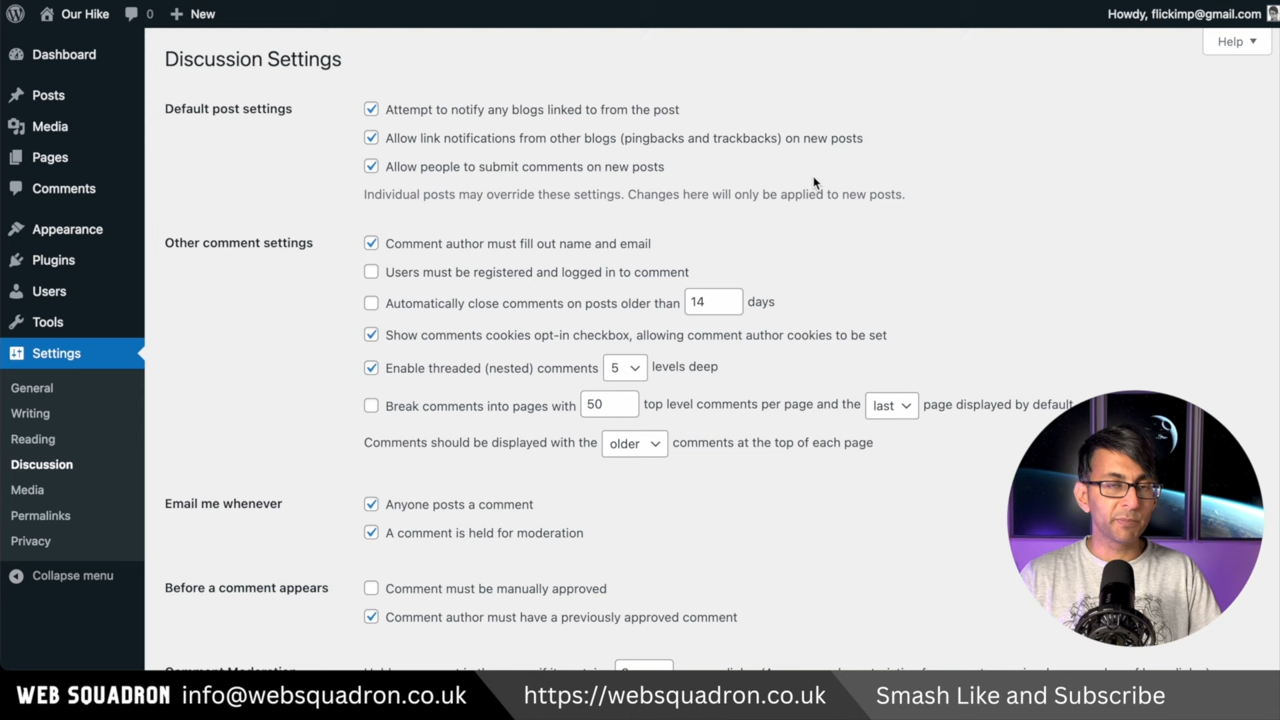 Our Hike
0
New
Howdy, flickimp@gmail.com
Help
Dashboard
Posts
Media
Pages
Comments
Appearance
Plugins
Users
Tools
Settings
General
Writing
Reading
Discussion
Media
Permalinks
Privacy
Collapse menu
Discussion Settings
Default post settings
Attempt to notify any blogs linked to from the post
Allow link notifications from other blogs (pingbacks and trackbacks) on new posts
Allow people to submit comments on new posts
Individual posts may override these settings. Changes here will only be applied to new posts.
Other comment settings
Comment author must fill out name and email
Users must be registered and logged in to comment
Automatically close comments on posts older than 14 days
Show comments cookies opt-in checkbox, allowing comment author cookies to be set
Enable threaded (nested) comments 5 levels deep
Break comments into pages with 50 top level comments per page and the last page displayed by default
Comments should be displayed with the older comments at the top of each page
Email me whenever
Anyone posts a comment
A comment is held for moderation
Before a comment appears
Comment must be manually approved
Comment author must have a previously approved comment
WEB SQUADRON info@websquadron.co.uk https://websquadron.co.uk Smash Like and Subscribe